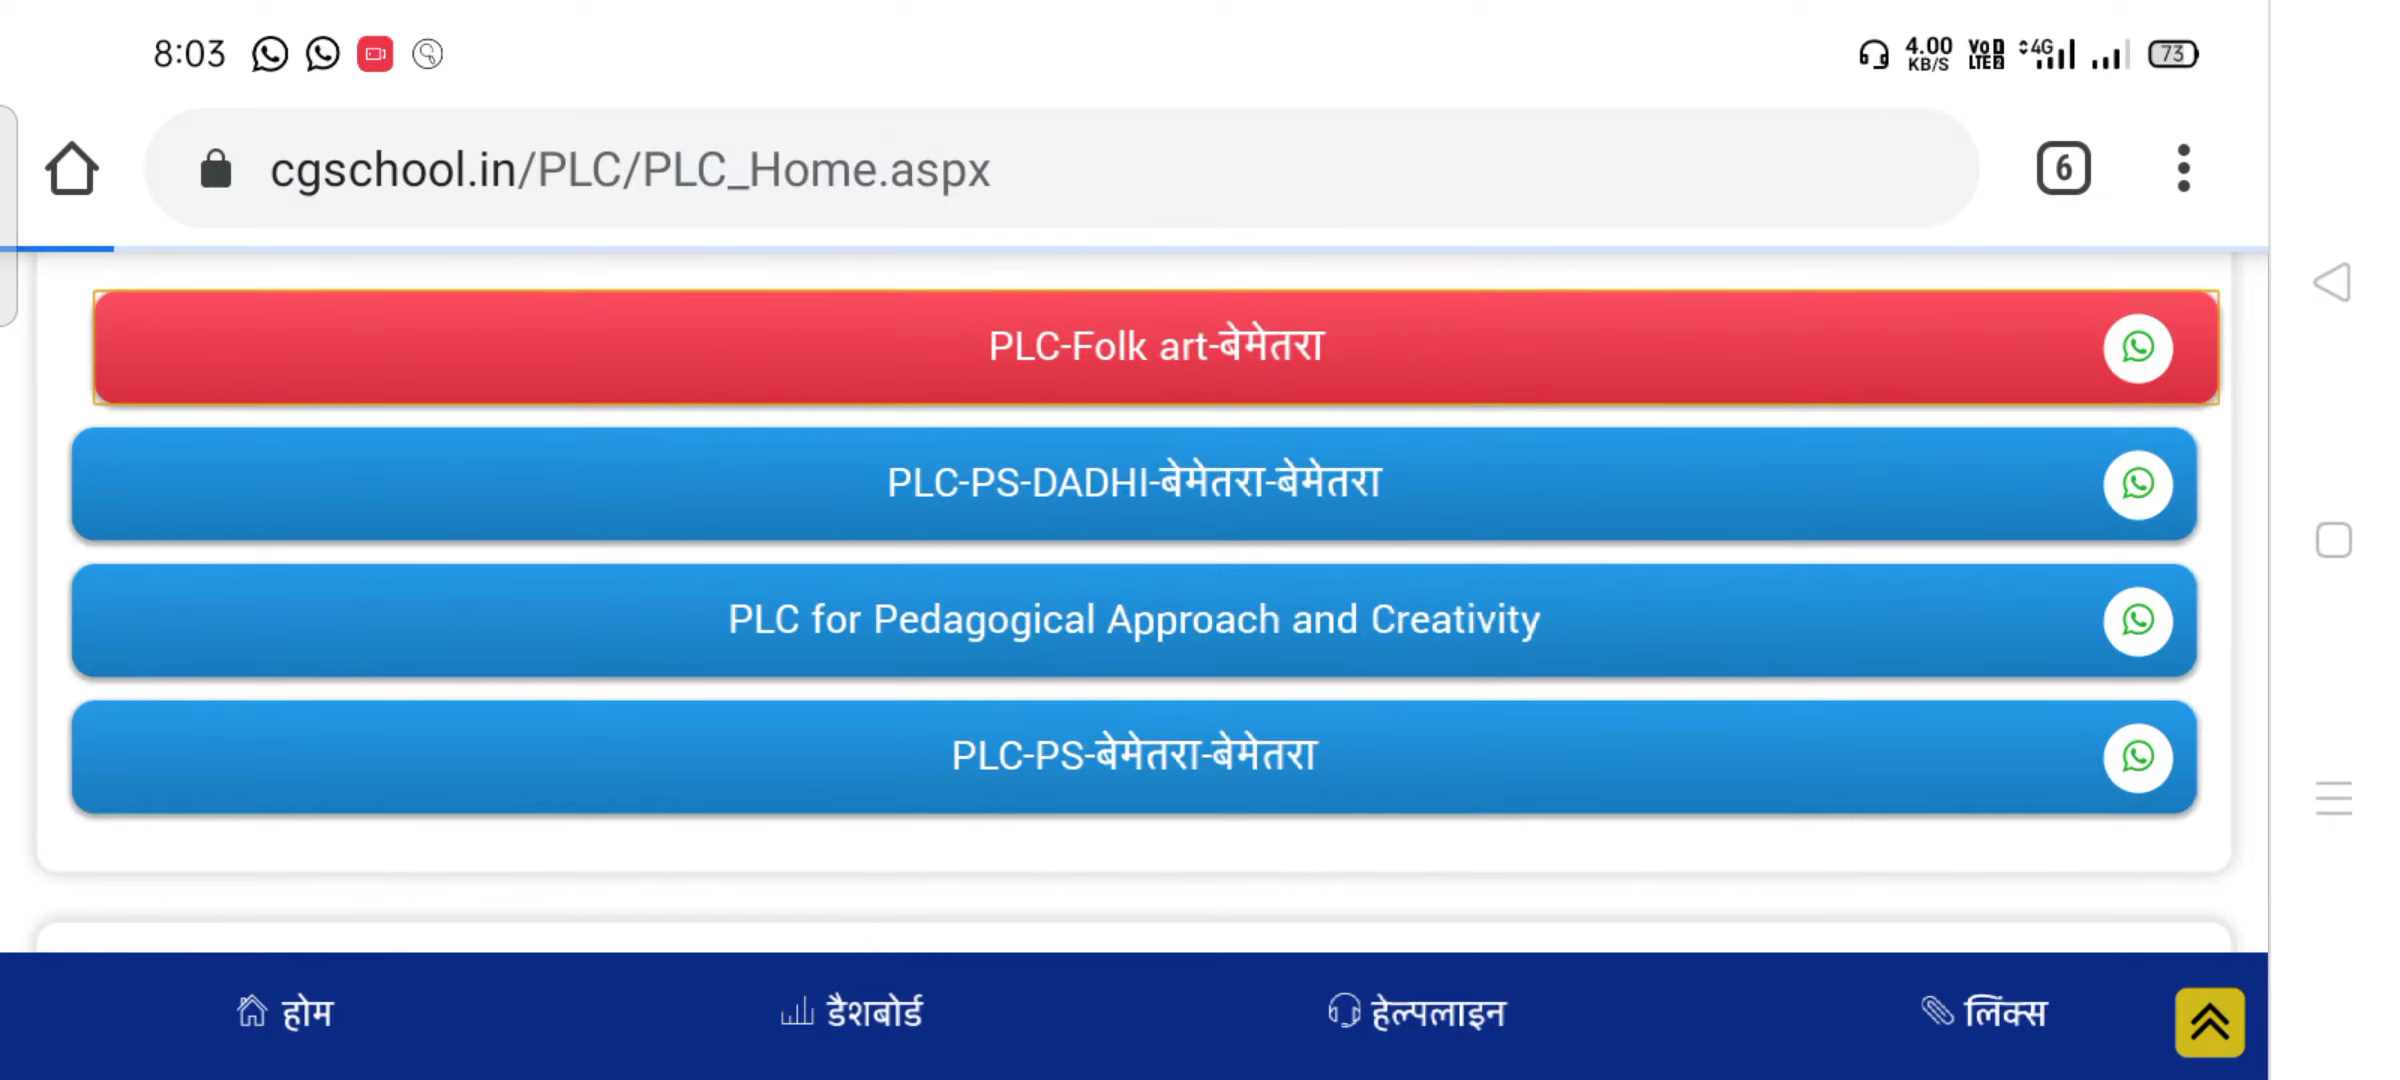 8:03
4.00 KB/S VoLTE 4G 73
cgschool.in/PLC/PLC_Home.aspx
6
PLC-Folk art-बेमेतरा
PLC-PS-DADHI-बेमेतरा-बेमेतरा
PLC for Pedagogical Approach and Creativity
PLC-PS-बेमेतरा-बेमेतरा
होम डैशबोर्ड हेल्पलाइन लिंक्स